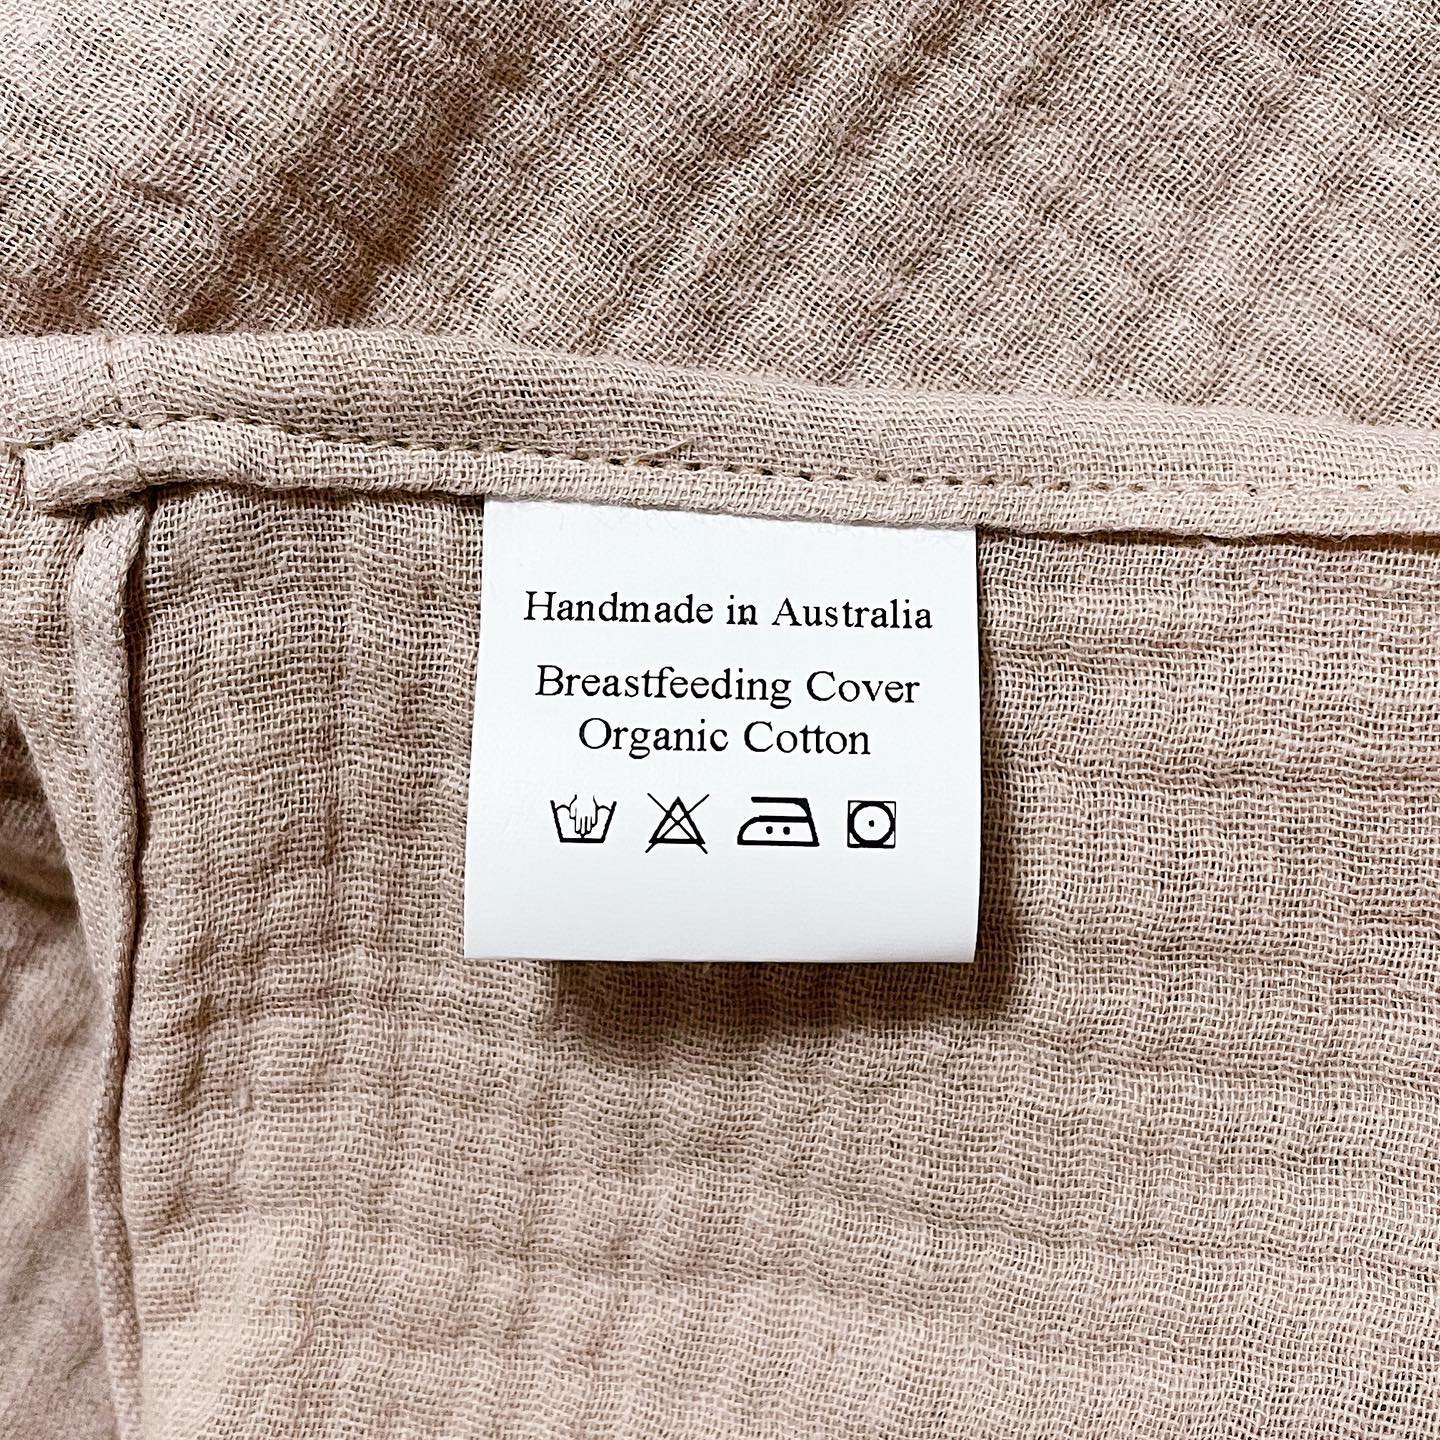 Handmade in Australia
Breastfeeding Cover
Organic Cotton